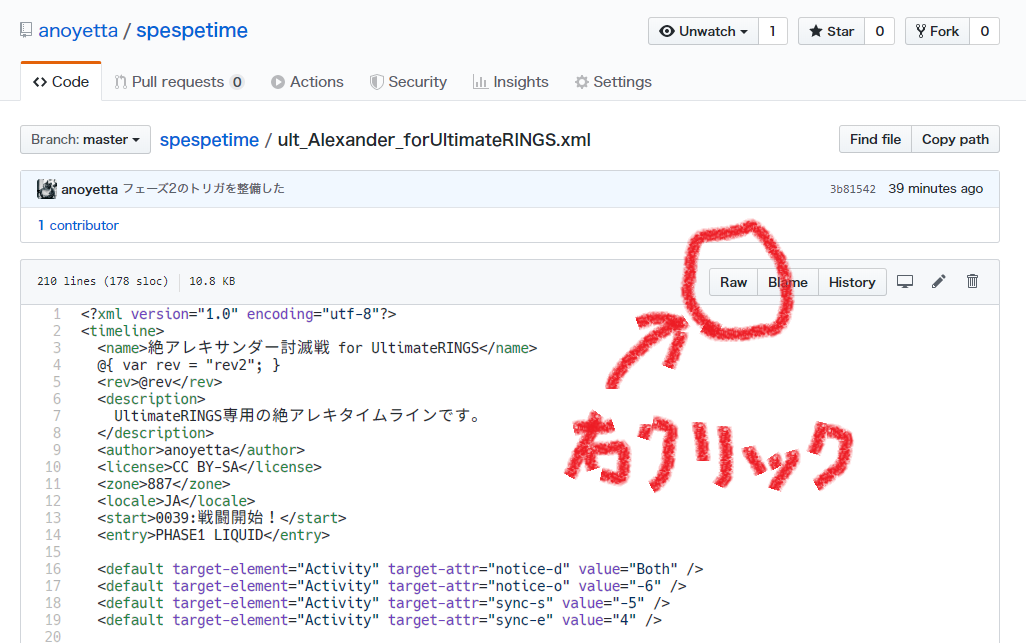 anoyetta / spespetime
Unwatch 1 Star 0 Fork 0
Code Pull requests 0 Actions Security Insights Settings
Branch: master spespetime / ult_Alexander_forUltimateRINGS.xml Find file Copy path
anoyetta フェーズ2のトリガを整備した 3b81542 39 minutes ago
1 contributor
210 lines (178 sloc) 10.8 KB Raw Blame History
1 <?xml version="1.0" encoding="utf-8"?>
2 <timeline>
3 <name>絶アレキサンダー討滅戦 for UltimateRINGS</name>
4 @{ var rev = "rev2"; }
5 <rev>@rev</rev>
6 <description>
7 UltimateRINGS専用の絶アレキタイムラインです。
8 </description>
9 <author>anoyetta</author>
10 <license>CC BY-SA</license>
11 <zone>887</zone>
12 <locale>JA</locale>
13 <start>0039:戦闘開始！</start>
14 <entry>PHASE1 LIQUID</entry>
15
16 <default target-element="Activity" target-attr="notice-d" value="Both" />
17 <default target-element="Activity" target-attr="notice-o" value="-6" />
18 <default target-element="Activity" target-attr="sync-s" value="-5" />
19 <default target-element="Activity" target-attr="sync-e" value="4" />
20
右クリック